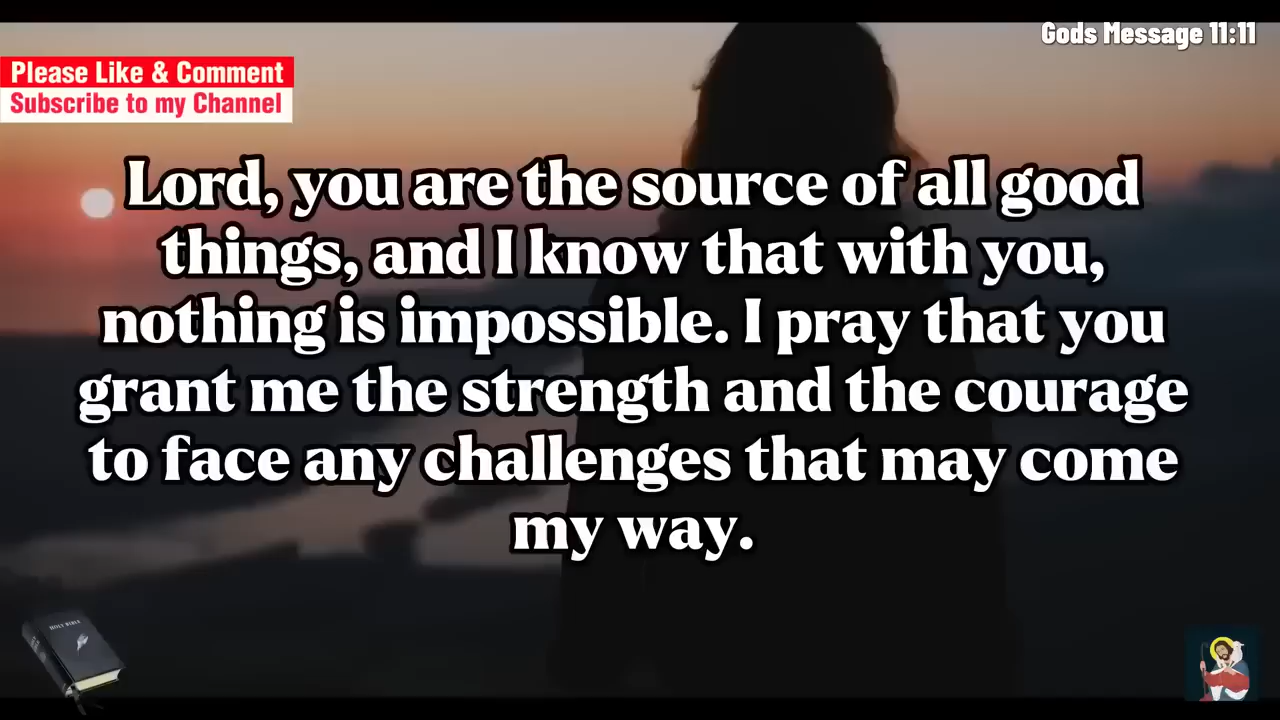 Gods Message 11:11
Please Like & Comment
Subscribe to my Channel
Lord, you are the source of all good
things, and I know that with you,
nothing is impossible. I pray that you
grant me the strength and the courage
to face any challenges that may come
my way.
HOLY BIBLE